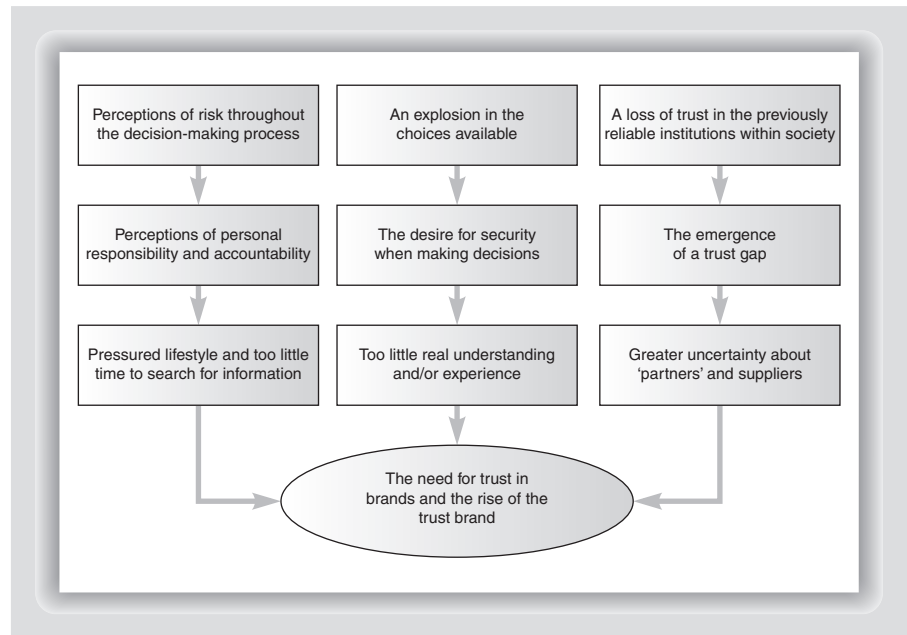 Perceptions of risk throughout
the decision-making process
An explosion in the
choices available
A loss of trust in the previously
reliable institutions within society
Perceptions of personal
responsibility and accountability
The desire for security
when making decisions
The emergence
of a trust gap
Pressured lifestyle and too little
time to search for information
Too little real understanding
and/or experience
Greater uncertainty about
‘partners’ and suppliers
The need for trust in
brands and the rise of the
trust brand